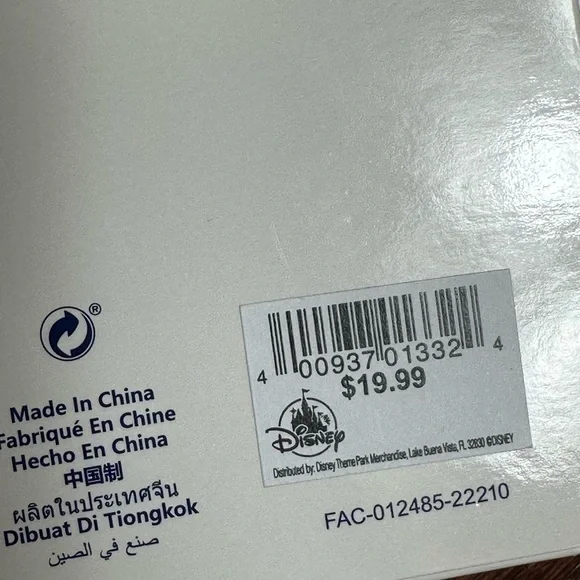 ®
Made In China
Fabriqué En Chine
Hecho En China
中国制
ผลิตในประเทศจีน
Dibuat Di Tiongkok
صنع في الصين
4 00937 01332 4
$19.99
Disney
Distributed by: Disney Theme Park Merchandise, Lake Buena Vista, FL 32830 ©DISNEY
FAC-012485-22210